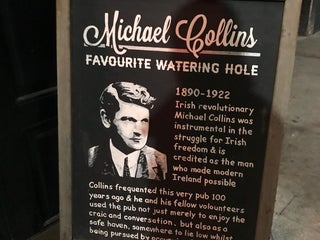 Michael Collins
FAVOURITE WATERING HOLE
1890-1922
Irish revolutionary
Michael Collins was
instrumental in the
struggle for Irish
freedom & is
credited as the man
who made modern
Ireland possible
Collins frequented this very pub 100
years ago & he and his fellow volounteers
used the pub not just merely to enjoy the
craic and conversation, but also as a
safe haven, somewhere to lie low whilst
being pursued by